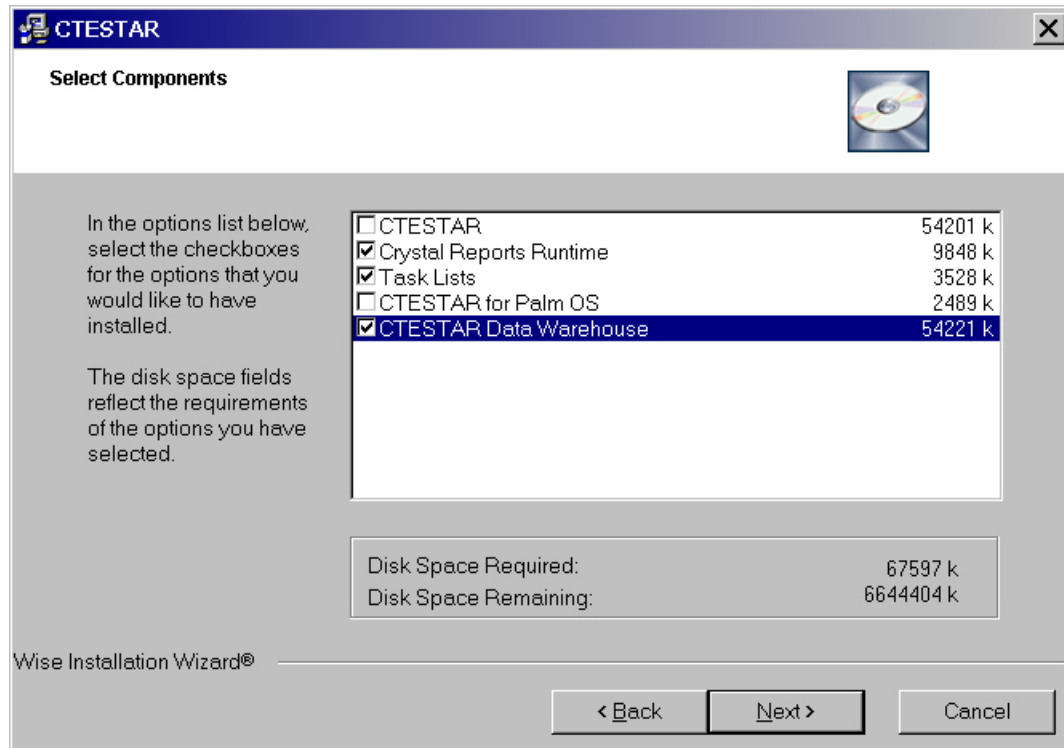 CTESTAR
Select Components
In the options list below,
select the checkboxes
for the options that you
would like to have
installed.
The disk space fields
reflect the requirements
of the options you have
selected.
CTESTAR 54201 k
Crystal Reports Runtime 9848 k
Task Lists 3528 k
CTESTAR for Palm OS 2489 k
CTESTAR Data Warehouse 54221 k
Disk Space Required: 67597 k
Disk Space Remaining: 6644404 k
Wise Installation Wizard®
< Back Next > Cancel